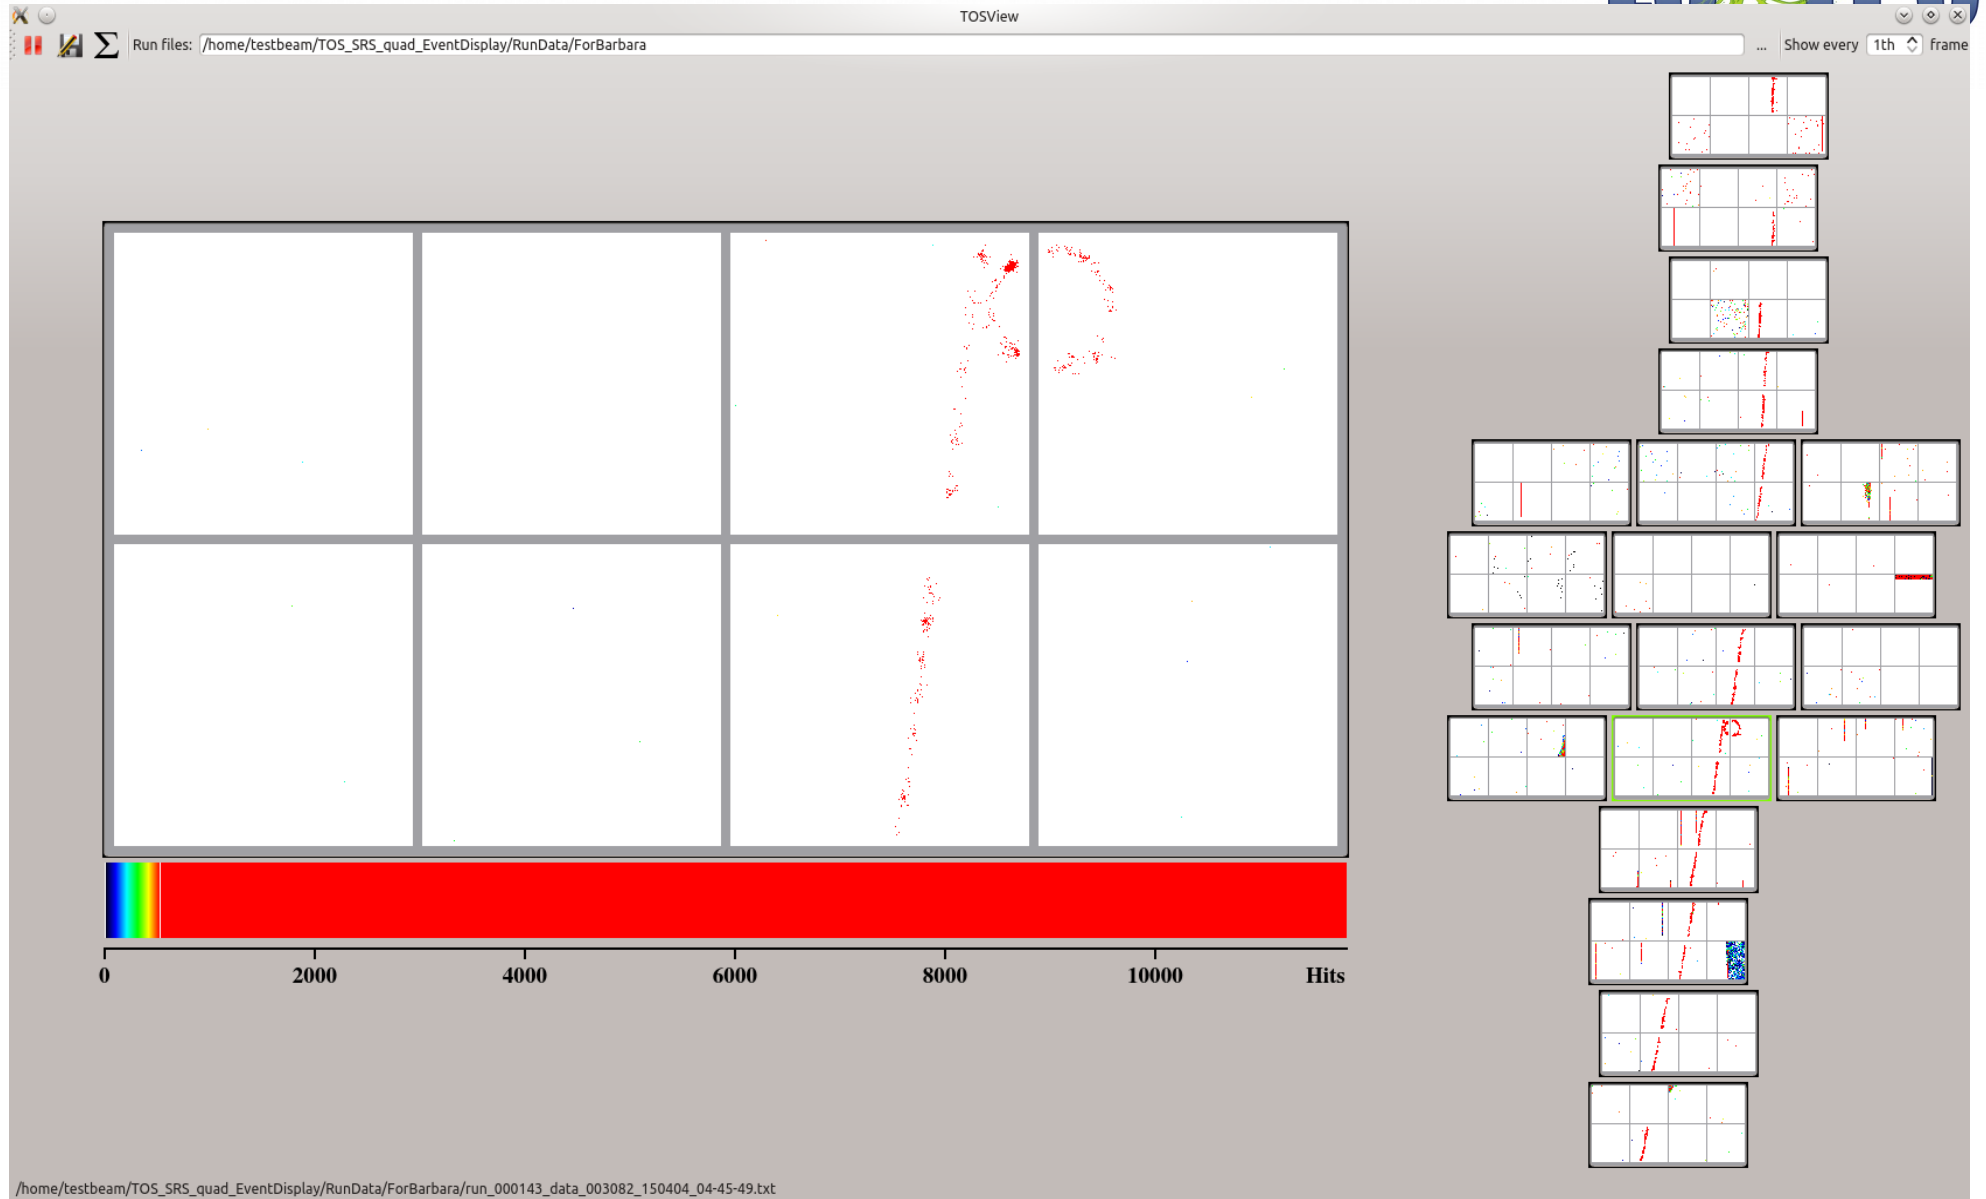 TOSView
Run files: /home/testbeam/TOS_SRS_quad_EventDisplay/RunData/ForBarbara ... Show every 1th frame
0 2000 4000 6000 8000 10000 Hits
/home/testbeam/TOS_SRS_quad_EventDisplay/RunData/ForBarbara/run_000143_data_003082_150404_04-45-49.txt